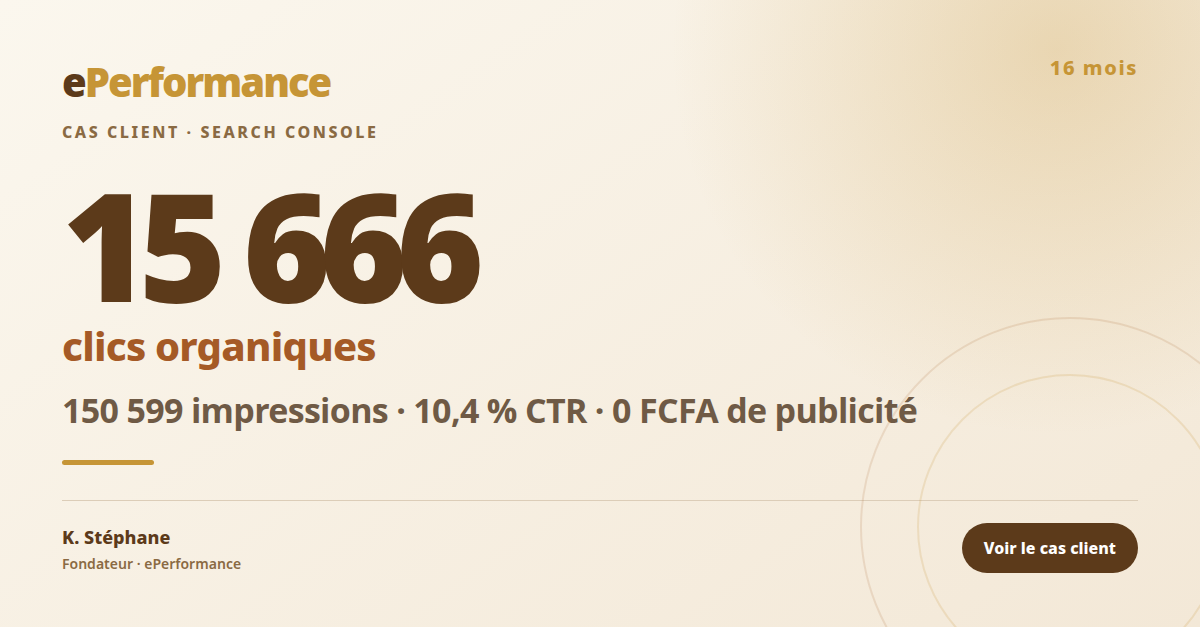 ePerformance
16 mois
CAS CLIENT · SEARCH CONSOLE
15 666
clics organiques
150 599 impressions · 10,4 % CTR · 0 FCFA de publicité
K. Stéphane
Fondateur · ePerformance
Voir le cas client